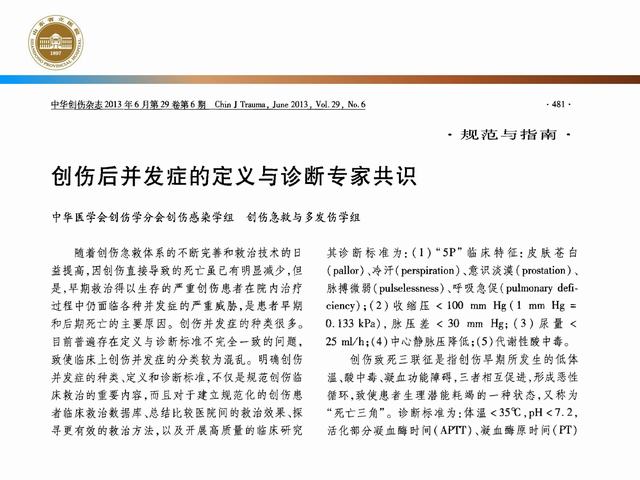 山东省立医院
SHANDONG PROVINCIAL HOSPITAL
1897
中华创伤杂志 2013 年 6 月第 29 卷第 6 期 Chin J Trauma, June 2013, Vol. 29, No. 6
· 481 ·
· 规范与指南 ·
创伤后并发症的定义与诊断专家共识
中华医学会创伤学分会创伤感染学组 创伤急救与多发伤学组
随着创伤急救体系的不断完善和救治技术的日
益提高,因创伤直接导致的死亡虽已有明显减少,但
是,早期救治得以生存的严重创伤患者在院内治疗
过程中仍面临各种并发症的严重威胁,是患者早期
和后期死亡的主要原因。创伤并发症的种类很多。
目前普遍存在定义与诊断标准不完全一致的问题,
致使临床上创伤并发症的分类较为混乱。明确创伤
并发症的种类、定义和诊断标准,不仅是规范创伤临
床救治的重要内容,而且对于建立规范化的创伤患
者临床救治数据库、总结比较医院间的救治效果、探
寻更有效的救治方法,以及开展高质量的临床研究
其诊断标准为:(1)“5P”临床特征:皮肤苍白
(pallor)、冷汗(perspiration)、意识淡漠(prostation)、
脉搏微弱(pulselessness)、呼吸急促(pulmonary defi-
ciency);(2)收缩压 < 100 mm Hg(1 mm Hg =
0.133 kPa),脉压差 < 30 mm Hg;(3)尿量 <
25 ml/h;(4)中心静脉压降低;(5)代谢性酸中毒。
创伤致死三联征是指创伤早期所发生的低体
温、酸中毒、凝血功能障碍,三者相互促进,形成恶性
循环,致使患者生理潜能耗竭的一种状态,又称为
“死亡三角”。诊断标准为:体温 <35℃,pH <7.2,
活化部分凝血酶时间(APTT)、凝血酶原时间(PT)